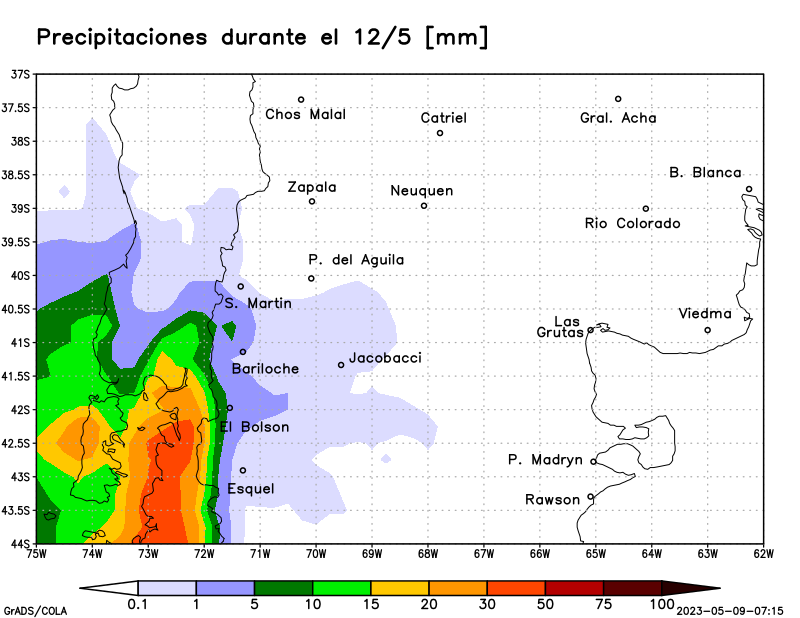 Precipitaciones durante el 12/5 [mm]
37S
37.5S
38S
38.5S
39S
39.5S
40S
40.5S
41S
41.5S
42S
42.5S
43S
43.5S
44S
Chos Malal
Catriel
Gral. Acha
B. Blanca
Zapala
Neuquen
Rio Colorado
P. del Aguila
S. Martin
Viedma
Las
Grutas
Jacobacci
Bariloche
El Bolson
P. Madryn
Esquel
Rawson
75W 74W 73W 72W 71W 70W 69W 68W 67W 66W 65W 64W 63W 62W
0.1 1 5 10 15 20 30 50 75 100
GrADS/COLA
2023-05-09-07:15